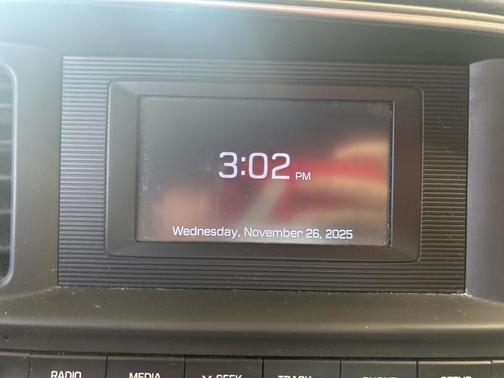 3:02 PM
Wednesday, November 26, 2025
RADIO MEDIA SEEK TRACK